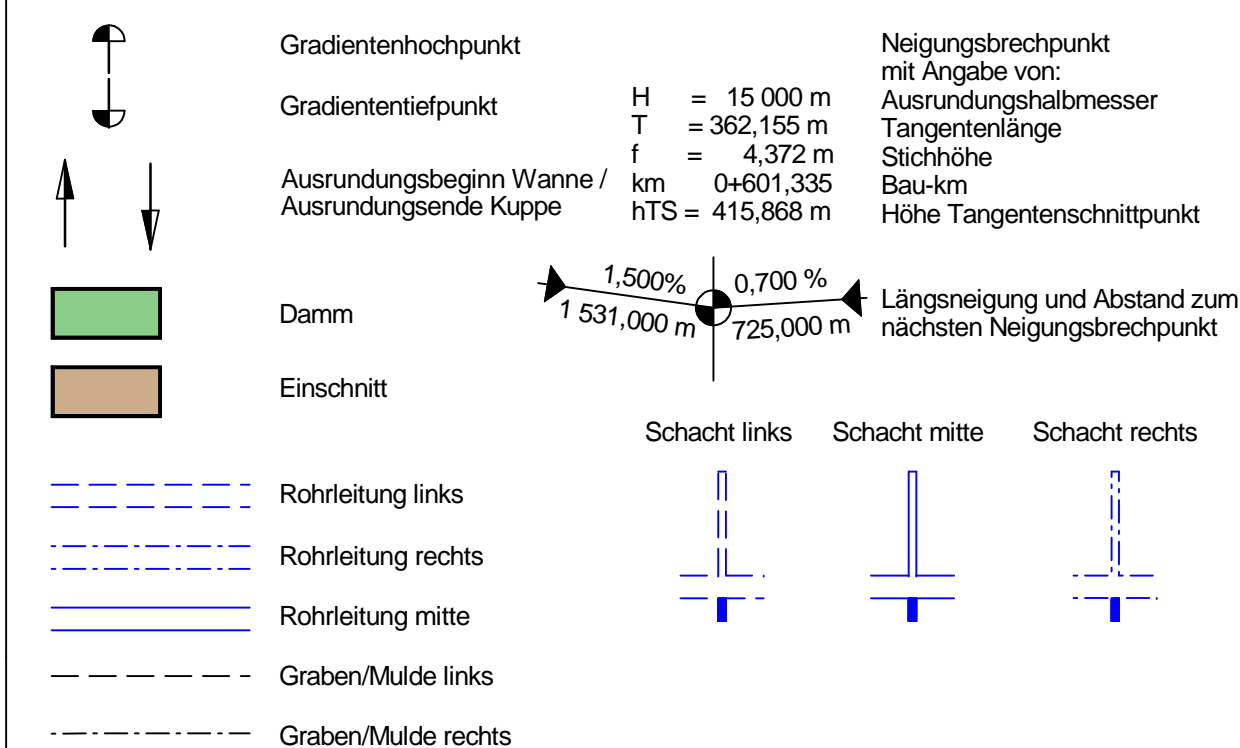 Gradientenhochpunkt
Gradiententiefpunkt
Ausrundungsbeginn Wanne /
Ausrundungsende Kuppe
H = 15 000 m
T = 362,155 m
f = 4,372 m
km 0+601,335
hTS = 415,868 m
Neigungsbrechpunkt
mit Angabe von:
Ausrundungshalbmesser
Tangentenlänge
Stichhöhe
Bau-km
Höhe Tangentenschnittpunkt
Damm
Einschnitt
1,500%
0,700 %
1 531,000 m
725,000 m
Längsneigung und Abstand zum
nächsten Neigungsbrechpunkt
Schacht links
Schacht mitte
Schacht rechts
Rohrleitung links
Rohrleitung rechts
Rohrleitung mitte
Graben/Mulde links
Graben/Mulde rechts